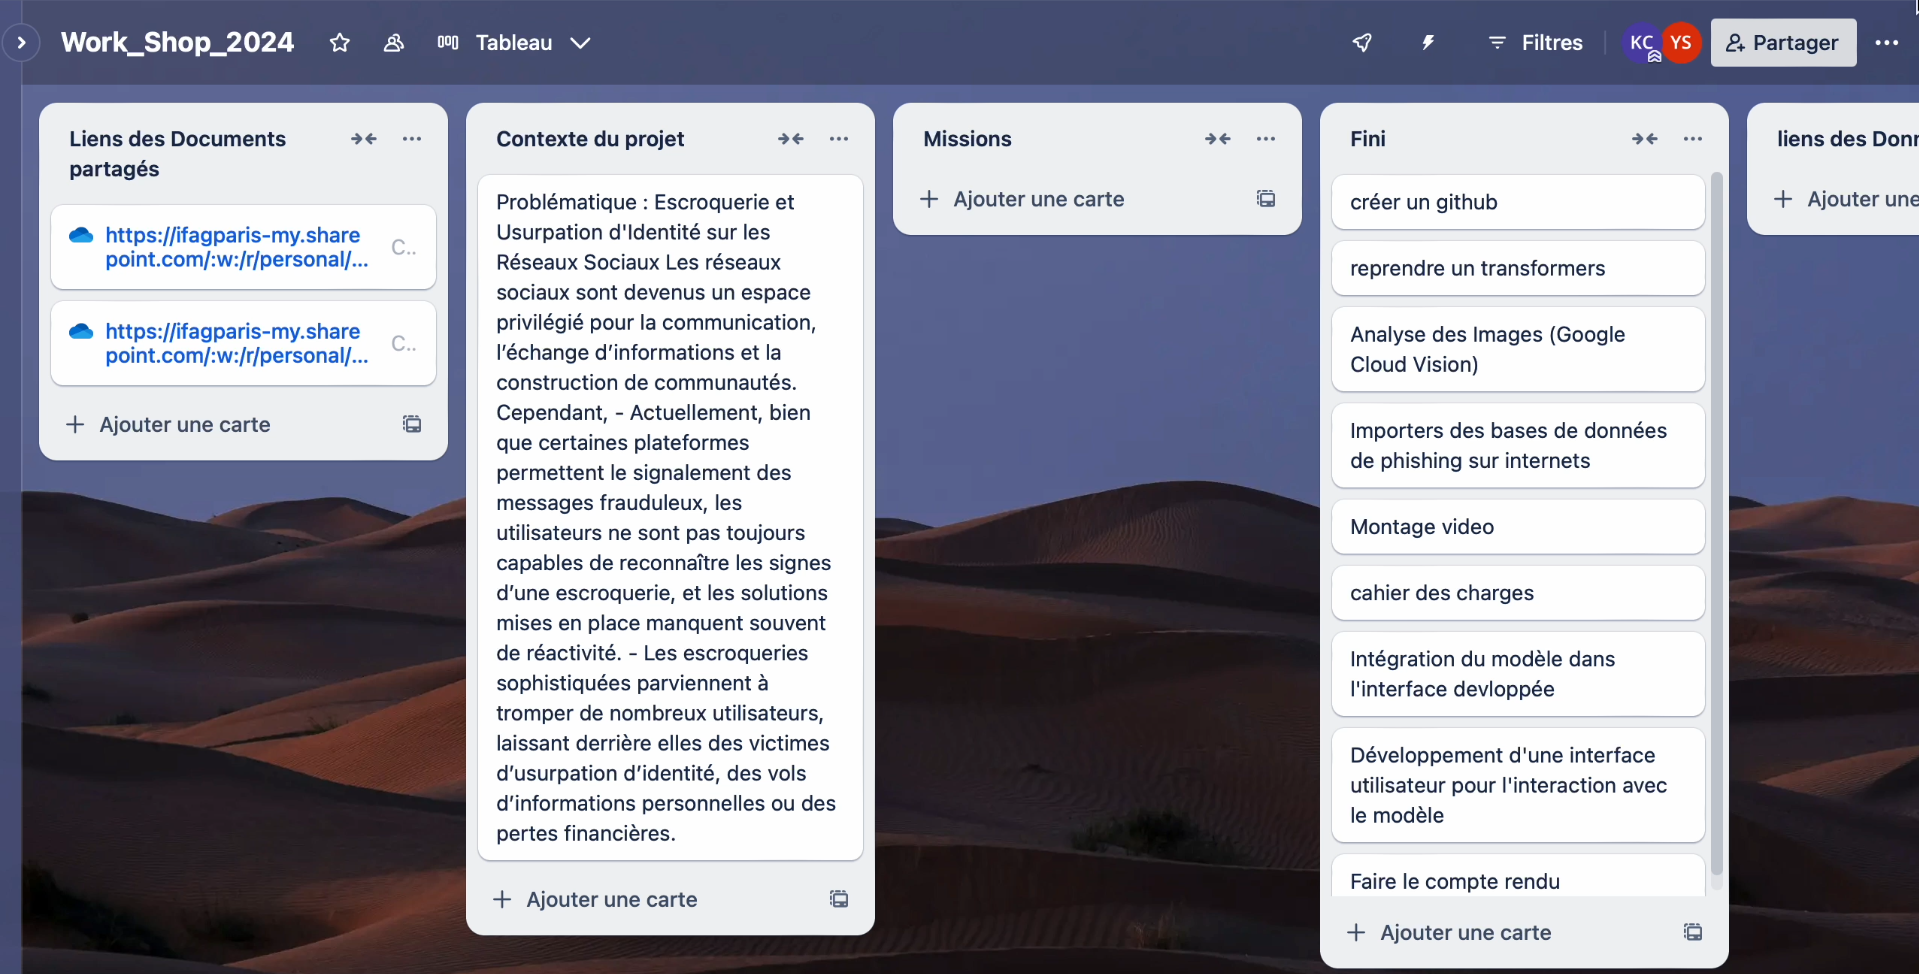 Work_Shop_2024
Tableau
Filtres
KC
YS
Partager
Liens des Documents
partagés
https://ifagparis-my.share
point.com/:w:/r/personal/...
C..
https://ifagparis-my.share
point.com/:w:/r/personal/...
C..
Ajouter une carte
Contexte du projet
Problématique : Escroquerie et
Usurpation d'Identité sur les
Réseaux Sociaux Les réseaux
sociaux sont devenus un espace
privilégié pour la communication,
l’échange d’informations et la
construction de communautés.
Cependant, - Actuellement, bien
que certaines plateformes
permettent le signalement des
messages frauduleux, les
utilisateurs ne sont pas toujours
capables de reconnaître les signes
d’une escroquerie, et les solutions
mises en place manquent souvent
de réactivité. - Les escroqueries
sophistiquées parviennent à
tromper de nombreux utilisateurs,
laissant derrière elles des victimes
d’usurpation d’identité, des vols
d’informations personnelles ou des
pertes financières.
Ajouter une carte
Missions
Ajouter une carte
Fini
créer un github
reprendre un transformers
Analyse des Images (Google
Cloud Vision)
Importers des bases de données
de phishing sur internets
Montage video
cahier des charges
Intégration du modèle dans
l'interface devloppée
Développement d'une interface
utilisateur pour l'interaction avec
le modèle
Faire le compte rendu
Ajouter une carte
liens des Donn
Ajouter une